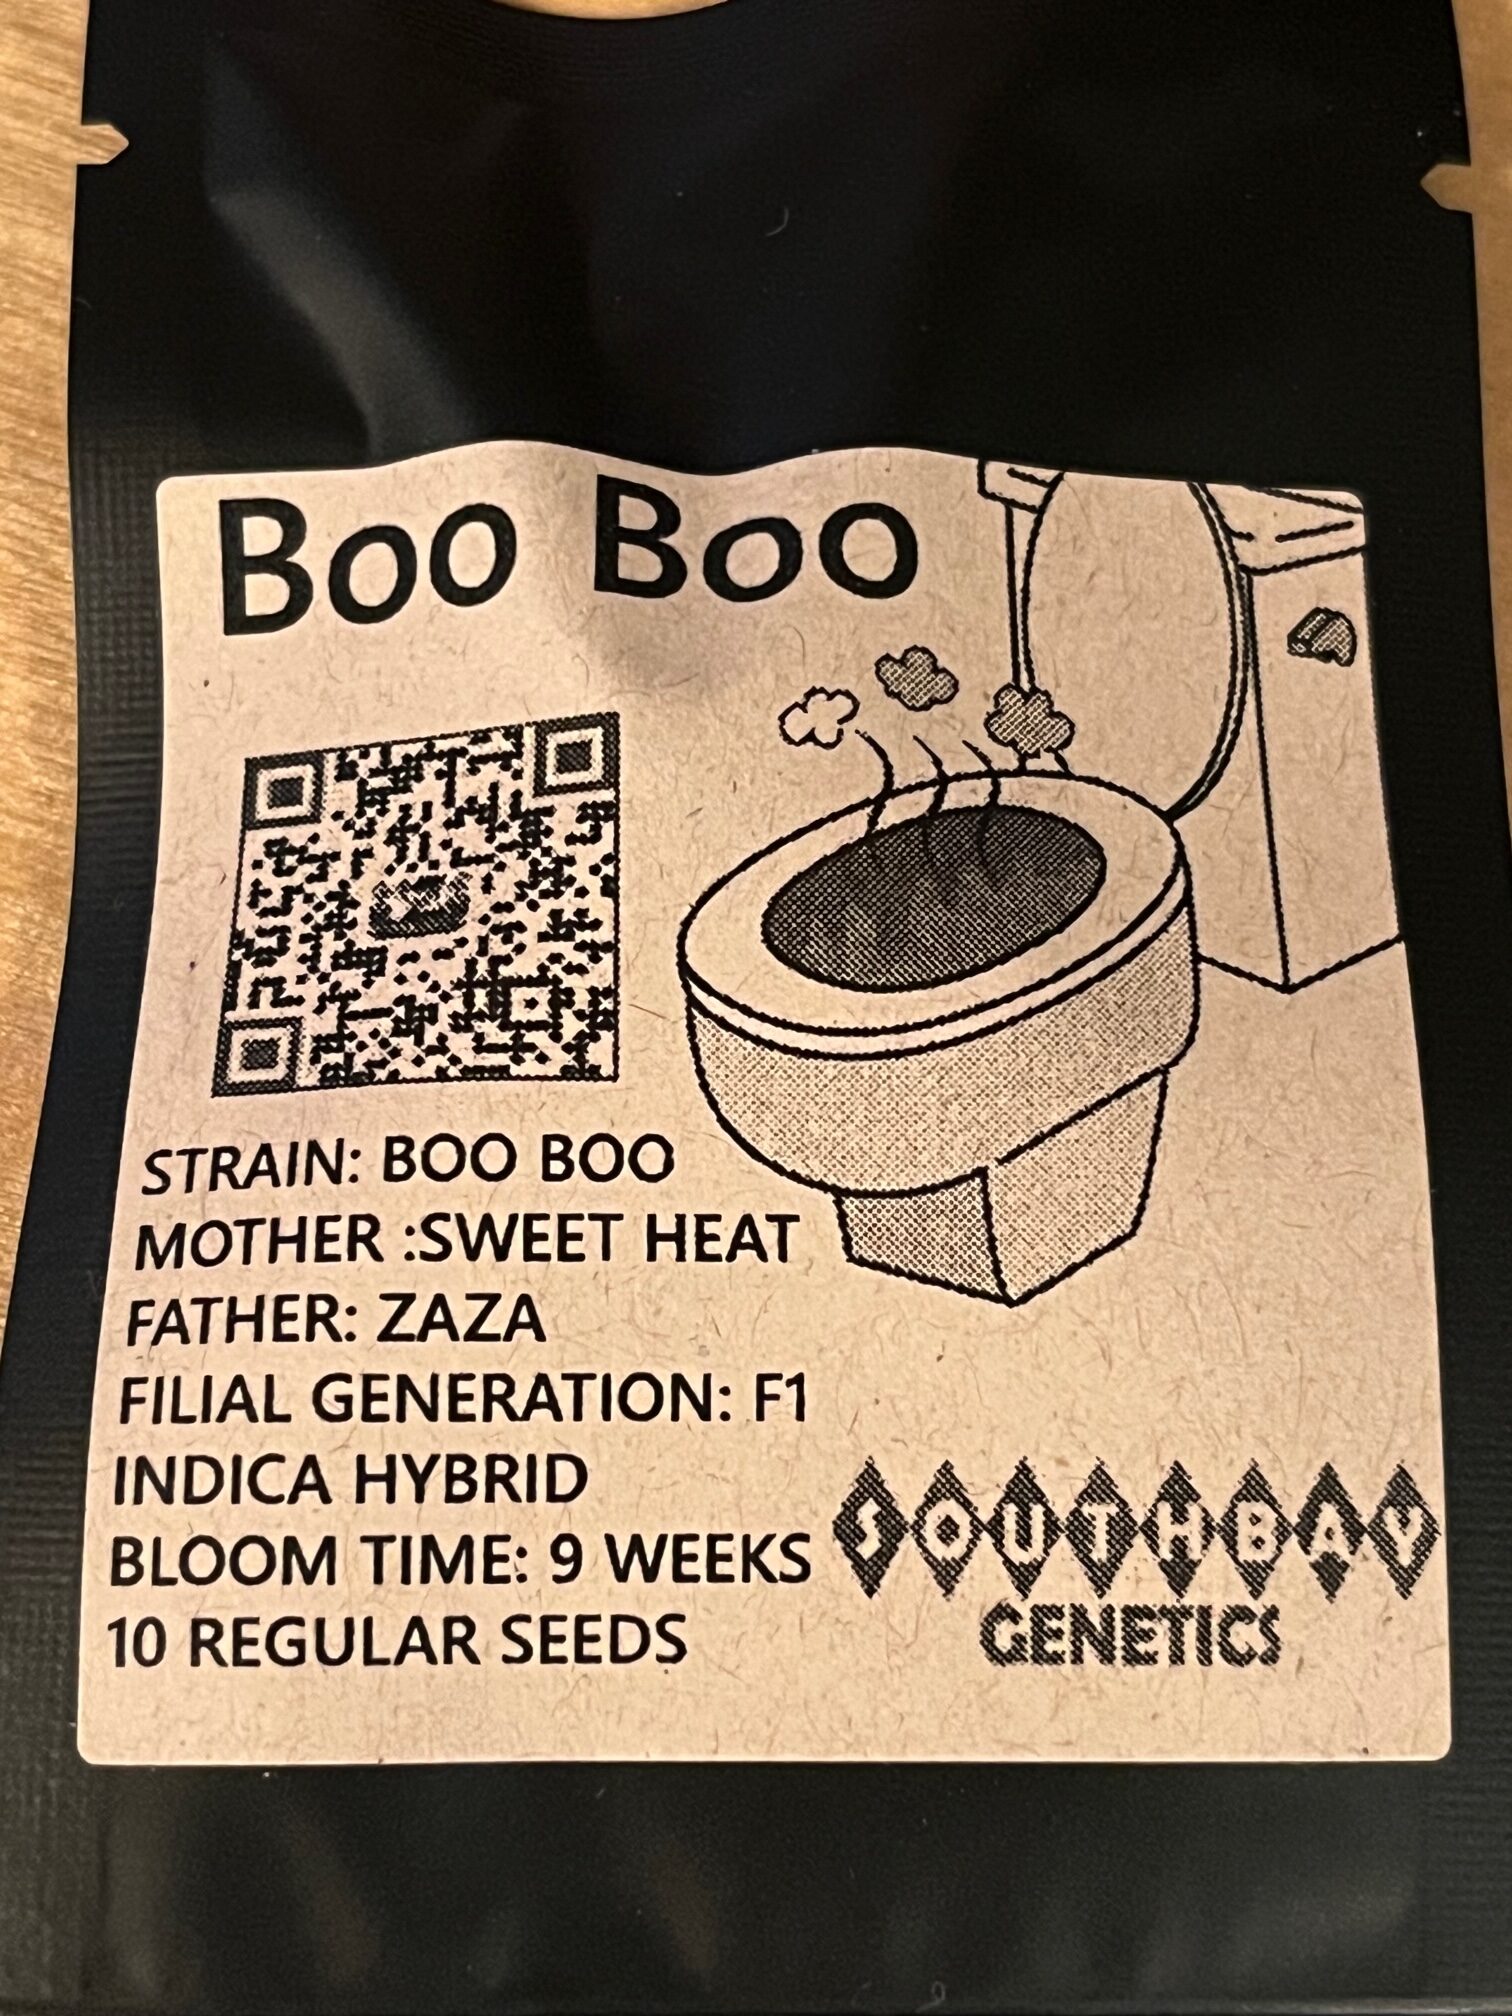 Boo Boo
STRAIN: BOO BOO
MOTHER :SWEET HEAT
FATHER: ZAZA
FILIAL GENERATION: F1
INDICA HYBRID
BLOOM TIME: 9 WEEKS
10 REGULAR SEEDS
SOUTHBAY
GENETICS